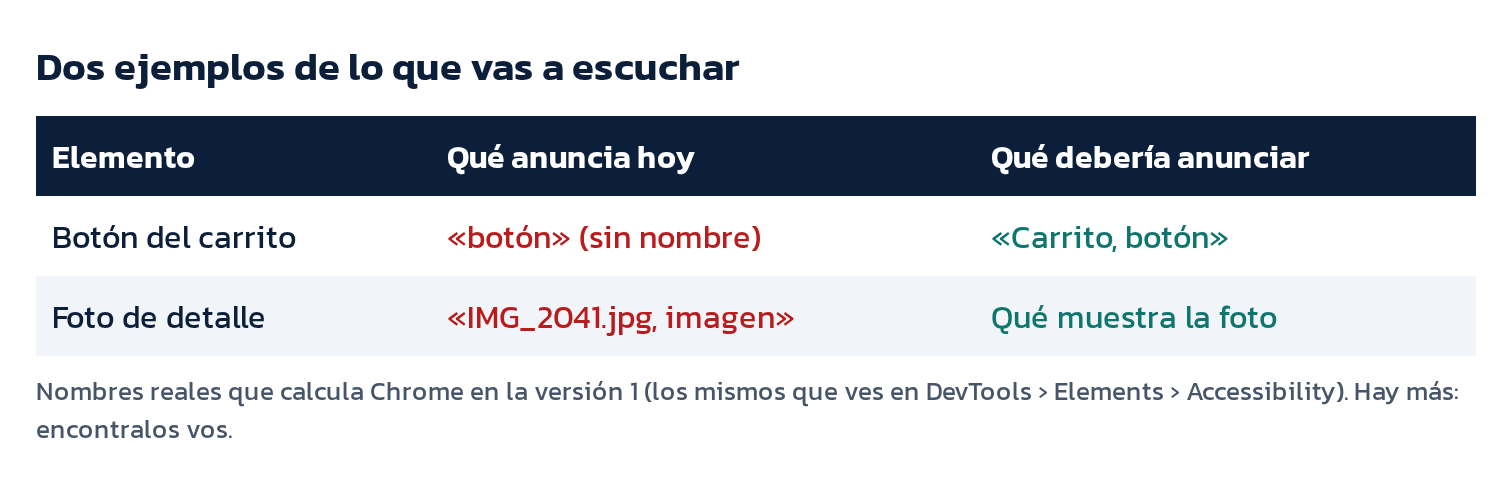 Dos ejemplos de lo que vas a escuchar
Elemento Qué anuncia hoy Qué debería anunciar
Botón del carrito «botón» (sin nombre) «Carrito, botón»
Foto de detalle «IMG_2041.jpg, imagen» Qué muestra la foto
Nombres reales que calcula Chrome en la versión 1 (los mismos que ves en DevTools › Elements › Accessibility). Hay más:
encontralos vos.